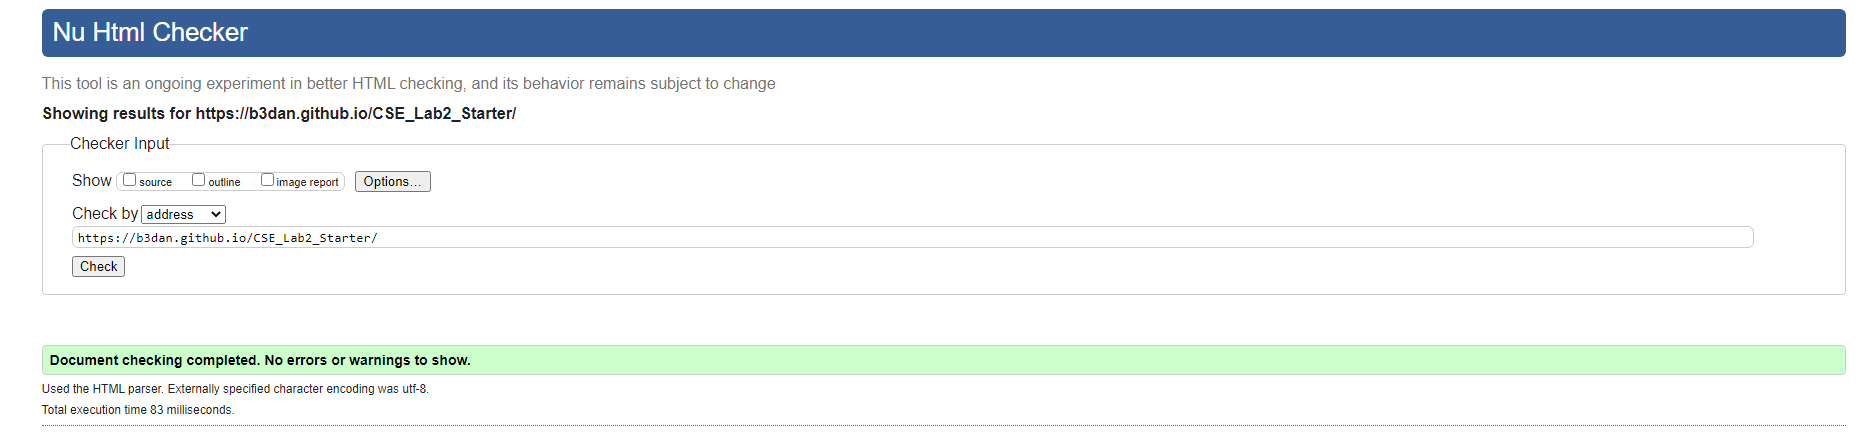 Nu Html Checker
This tool is an ongoing experiment in better HTML checking, and its behavior remains subject to change
Showing results for https://b3dan.github.io/CSE_Lab2_Starter/
Checker Input
Show source outline image report Options...
Check by address
https://b3dan.github.io/CSE_Lab2_Starter/
Check
Document checking completed. No errors or warnings to show.
Used the HTML parser. Externally specified character encoding was utf-8.
Total execution time 83 milliseconds.